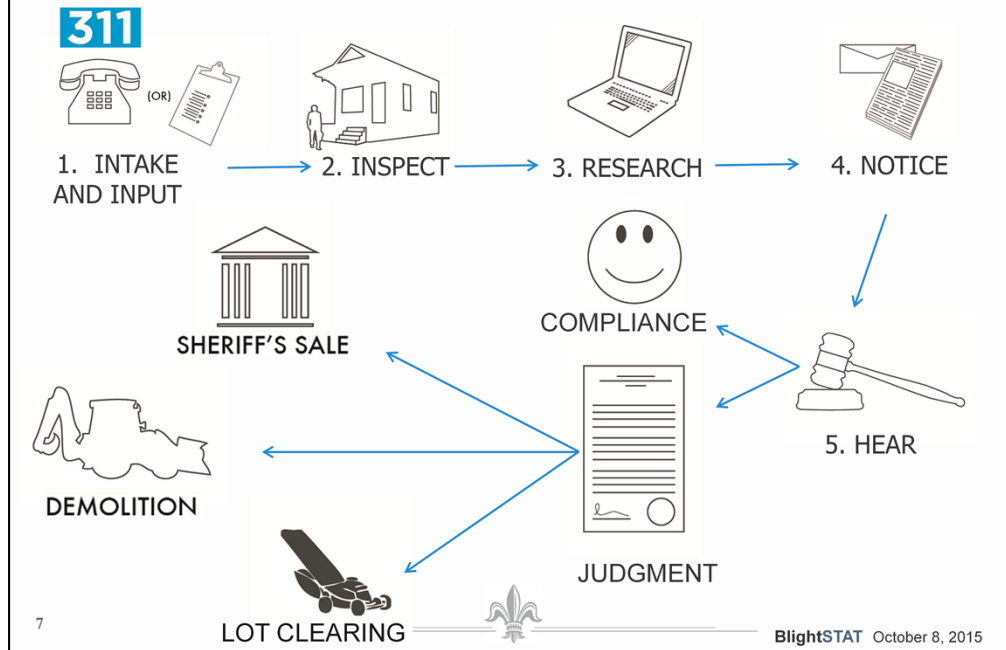 311
(OR)
1. INTAKE
AND INPUT
2. INSPECT
3. RESEARCH
4. NOTICE
SHERIFF'S SALE
COMPLIANCE
5. HEAR
DEMOLITION
JUDGMENT
LOT CLEARING
7
BlightSTAT October 8, 2015